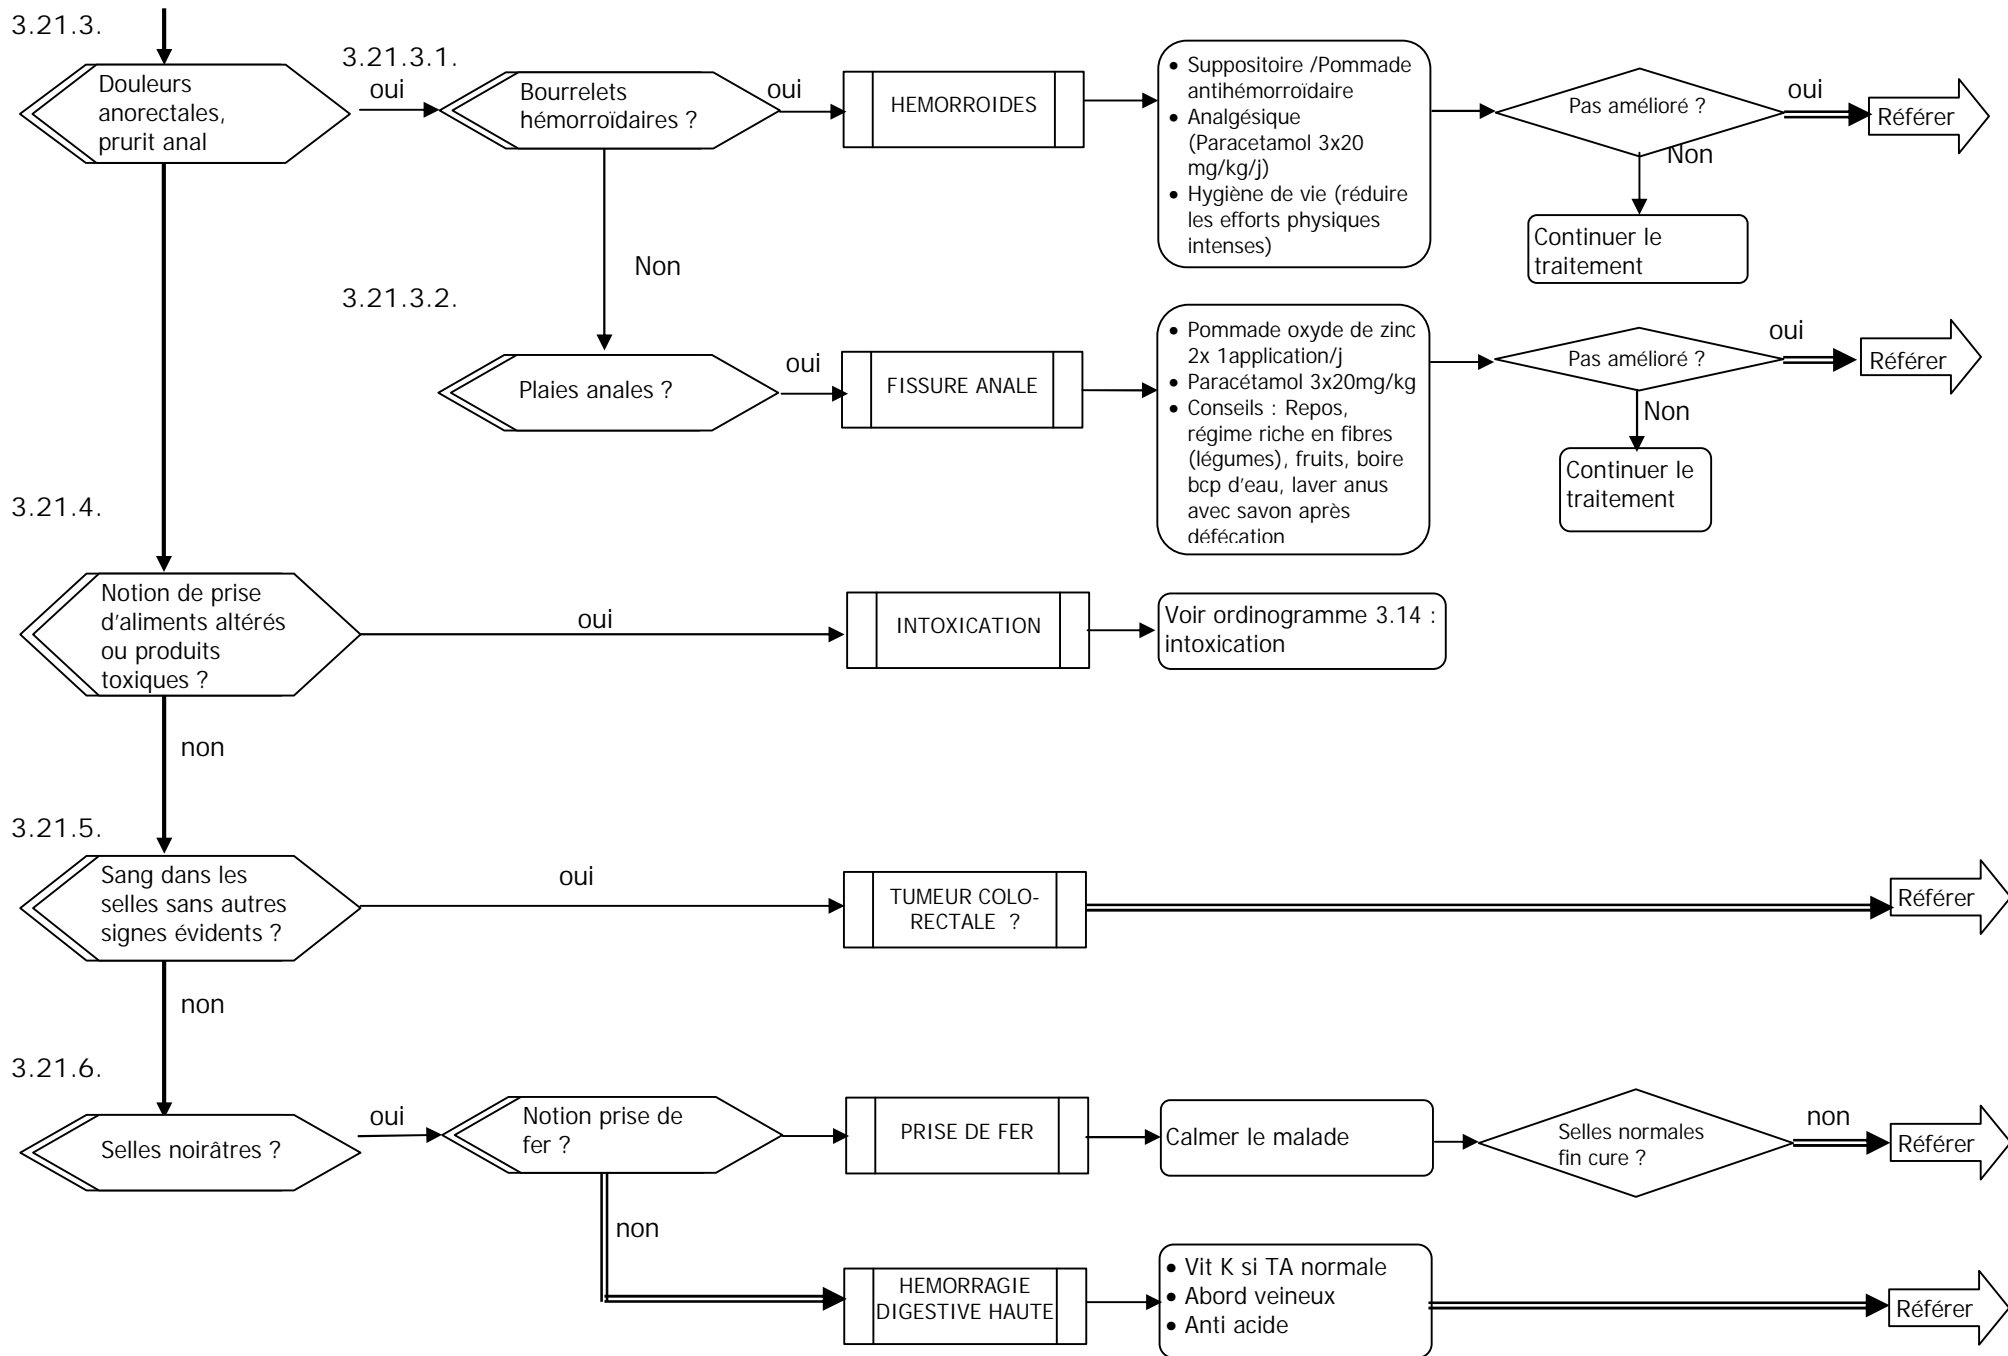 3.21.3.
Douleurs
anorectales,
prurit anal
oui
3.21.3.1.
Bourrelets
hémorroïdaires ?
oui
HEMORROIDES
• Suppositoire /Pommade
antihémorroïdaire
• Analgésique
(Paracetamol 3x20
mg/kg/j)
• Hygiène de vie (réduire
les efforts physiques
intenses)
Pas amélioré ?
oui
Référer
Non
Continuer le
traitement
Non
3.21.3.2.
Plaies anales ?
oui
FISSURE ANALE
• Pommade oxyde de zinc
2x 1application/j
• Paracétamol 3x20mg/kg
• Conseils : Repos,
régime riche en fibres
(légumes), fruits, boire
bcp d'eau, laver anus
avec savon après
défécation
Pas amélioré ?
oui
Référer
Non
Continuer le
traitement
3.21.4.
Notion de prise
d'aliments altérés
ou produits
toxiques ?
oui
INTOXICATION
Voir ordinogramme 3.14 :
intoxication
non
3.21.5.
Sang dans les
selles sans autres
signes évidents ?
oui
TUMEUR COLO-
RECTALE ?
Référer
non
3.21.6.
Selles noirâtres ?
oui
Notion prise de
fer ?
PRISE DE FER
Calmer le malade
Selles normales
fin cure ?
non
Référer
non
HEMORRAGIE
DIGESTIVE HAUTE
• Vit K si TA normale
• Abord veineux
• Anti acide
Référer